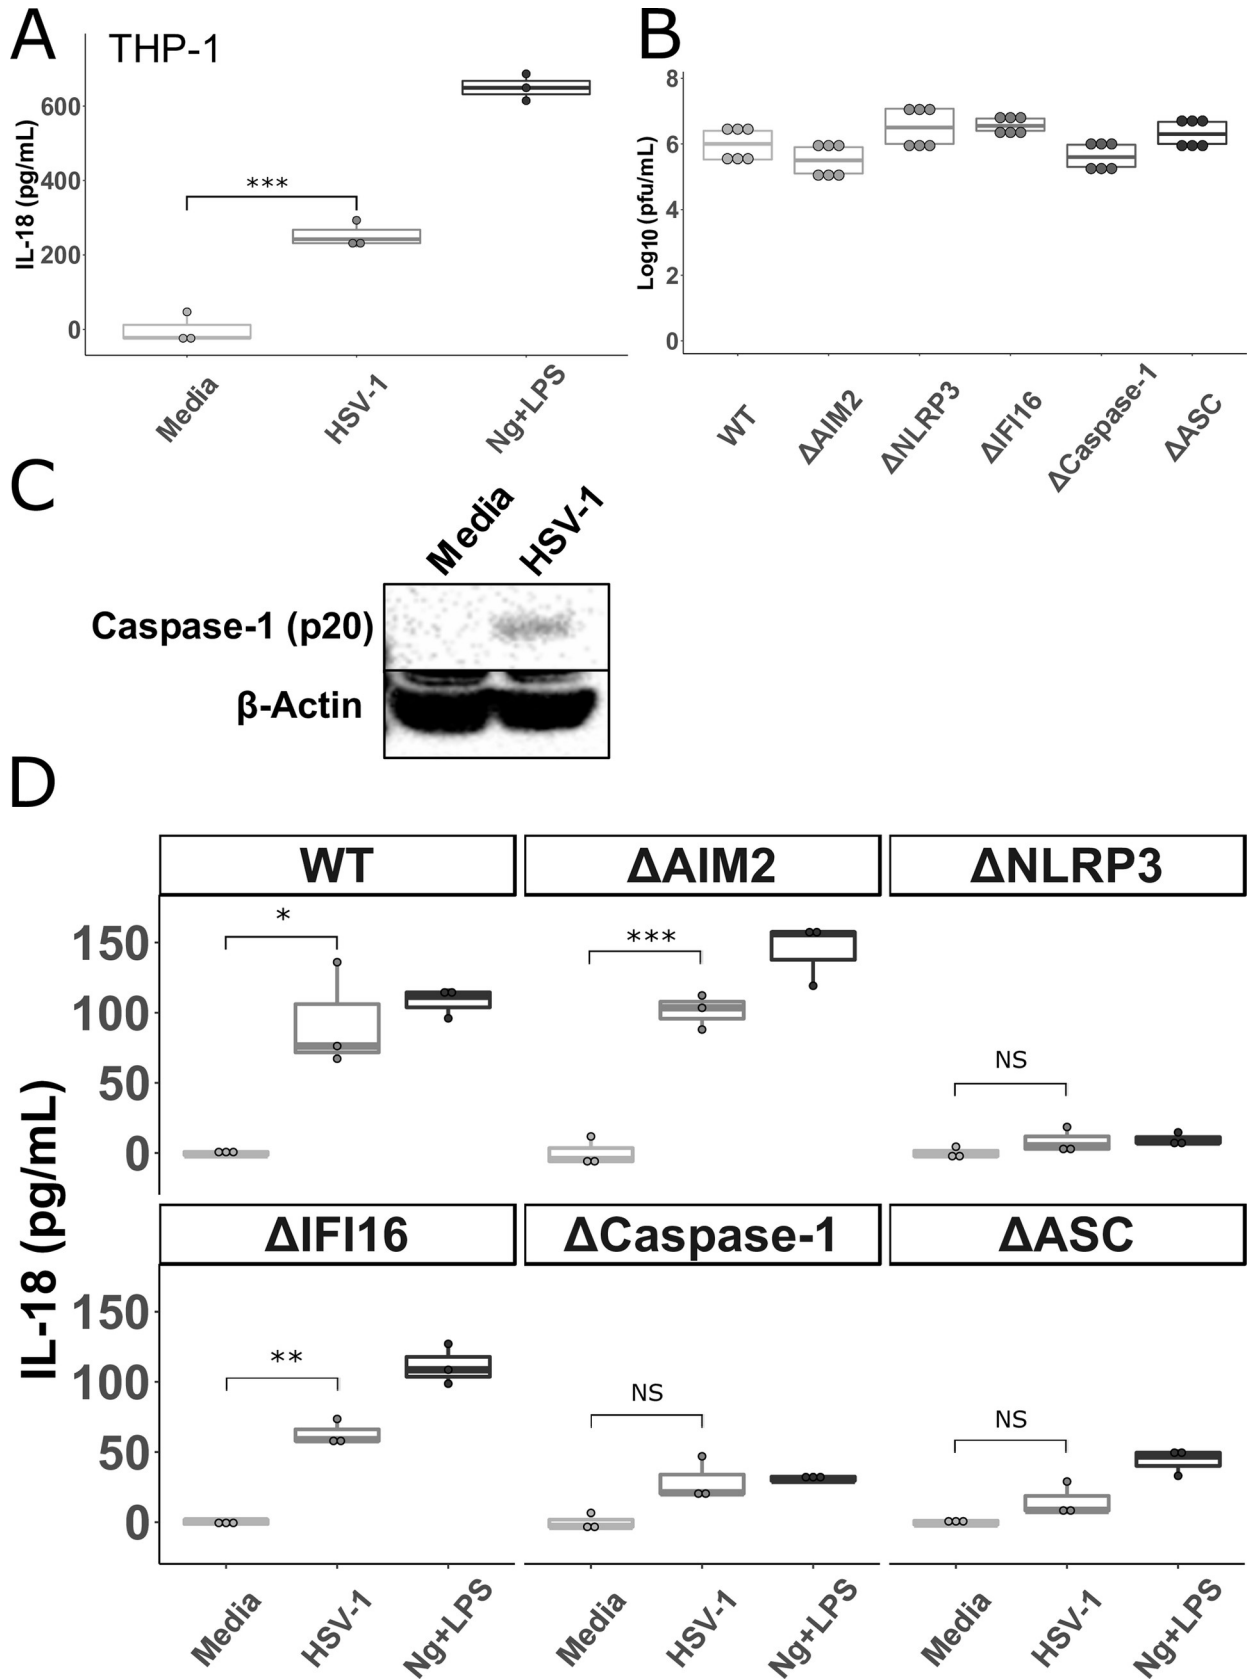 A
THP-1
IL-18 (pg/mL)
600
400
200
0
***
Media
HSV-1
Ng+LPS
B
Log10 (pfu/mL)
8
6
4
2
0
WT
ΔAIM2
ΔNLRP3
ΔIFI16
ΔCaspase-1
ΔASC
C
Media
HSV-1
Caspase-1 (p20)
β-Actin
D
IL-18 (pg/mL)
WT
ΔAIM2
ΔNLRP3
150
100
50
0
*
***
NS
ΔIFI16
ΔCaspase-1
ΔASC
150
100
50
0
**
NS
NS
Media
HSV-1
Ng+LPS
Media
HSV-1
Ng+LPS
Media
HSV-1
Ng+LPS